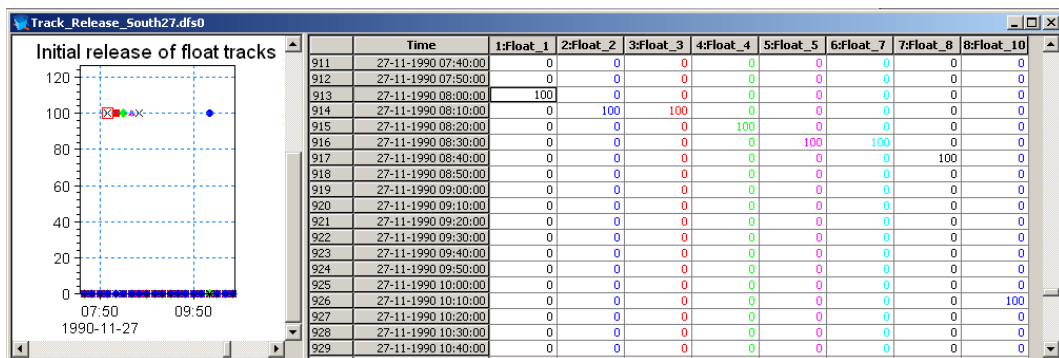 Track_Release_South27.dfs0
Initial release of float tracks
120
100
80
60
40
20
0
07:50 09:50
1990-11-27
Time 1:Float_1 2:Float_2 3:Float_3 4:Float_4 5:Float_5 6:Float_7 7:Float_8 8:Float_10
911 27-11-1990 07:40:00 0 0 0 0 0 0 0 0
912 27-11-1990 07:50:00 0 0 0 0 0 0 0 0
913 27-11-1990 08:00:00 100 0 0 0 0 0 0 0
914 27-11-1990 08:10:00 0 100 100 0 0 0 0 0
915 27-11-1990 08:20:00 0 0 0 100 0 0 0 0
916 27-11-1990 08:30:00 0 0 0 0 100 100 0 0
917 27-11-1990 08:40:00 0 0 0 0 0 0 100 0
918 27-11-1990 08:50:00 0 0 0 0 0 0 0 0
919 27-11-1990 09:00:00 0 0 0 0 0 0 0 0
920 27-11-1990 09:10:00 0 0 0 0 0 0 0 0
921 27-11-1990 09:20:00 0 0 0 0 0 0 0 0
922 27-11-1990 09:30:00 0 0 0 0 0 0 0 0
923 27-11-1990 09:40:00 0 0 0 0 0 0 0 0
924 27-11-1990 09:50:00 0 0 0 0 0 0 0 0
925 27-11-1990 10:00:00 0 0 0 0 0 0 0 0
926 27-11-1990 10:10:00 0 0 0 0 0 0 0 100
927 27-11-1990 10:20:00 0 0 0 0 0 0 0 0
928 27-11-1990 10:30:00 0 0 0 0 0 0 0 0
929 27-11-1990 10:40:00 0 0 0 0 0 0 0 0